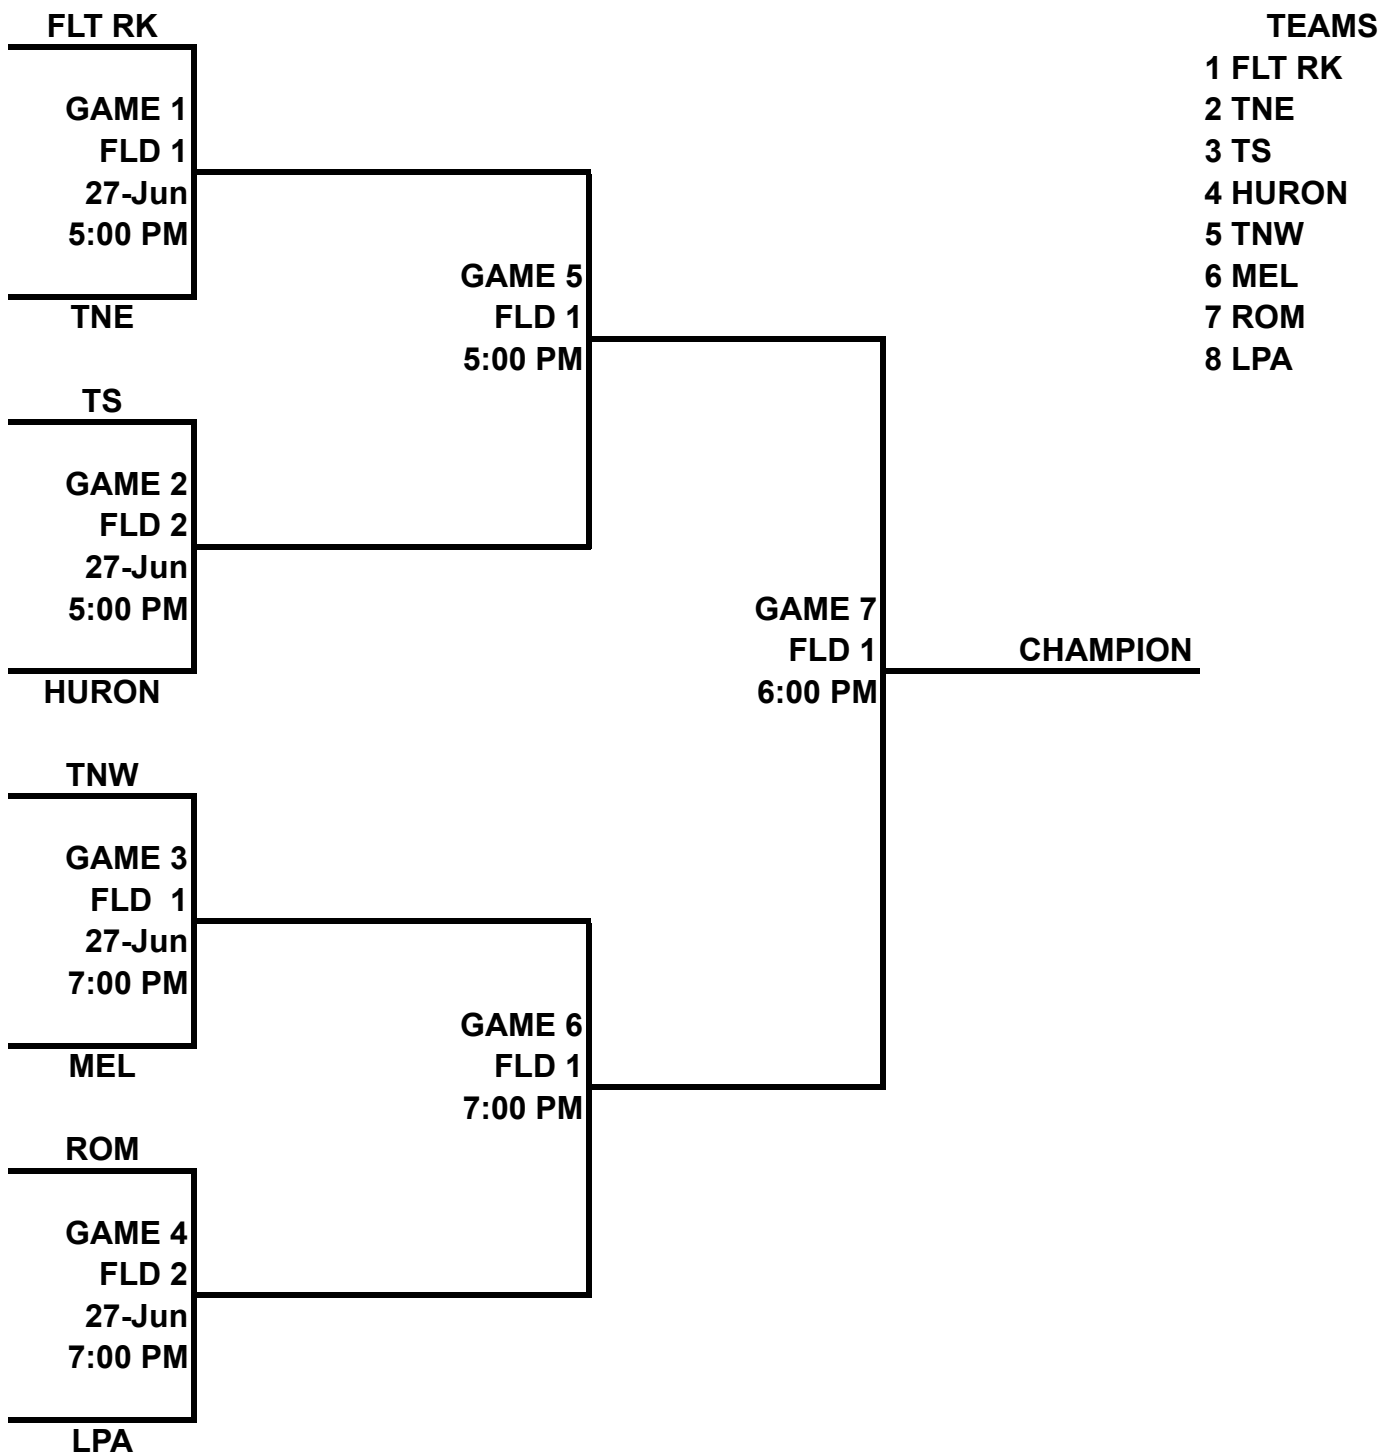 FLT RK
GAME 1
FLD 1
27-Jun
5:00 PM
TNE
TS
GAME 2
FLD 2
27-Jun
5:00 PM
HURON
TNW
GAME 3
FLD  1
27-Jun
7:00 PM
MEL
ROM
GAME 4
FLD 2
27-Jun
7:00 PM
LPA
GAME 5
FLD 1
5:00 PM
GAME 6
FLD 1
7:00 PM
GAME 7
FLD 1
6:00 PM
CHAMPION
TEAMS
1 FLT RK
2 TNE
3 TS
4 HURON
5 TNW
6 MEL
7 ROM
8 LPA